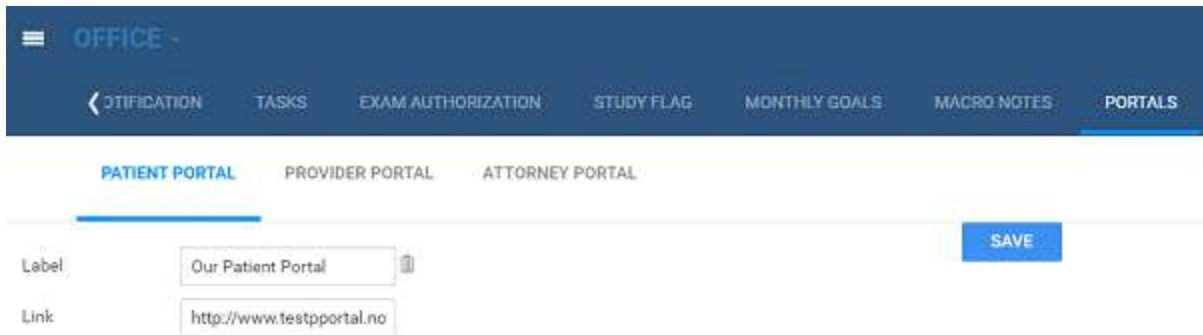 OFFICE -
OTIFICATION TASKS EXAM AUTHORIZATION STUDY FLAG MONTHLY GOALS MACRO NOTES PORTALS
PATIENT PORTAL PROVIDER PORTAL ATTORNEY PORTAL
SAVE
Label Our Patient Portal
Link http://www.testpportal.no